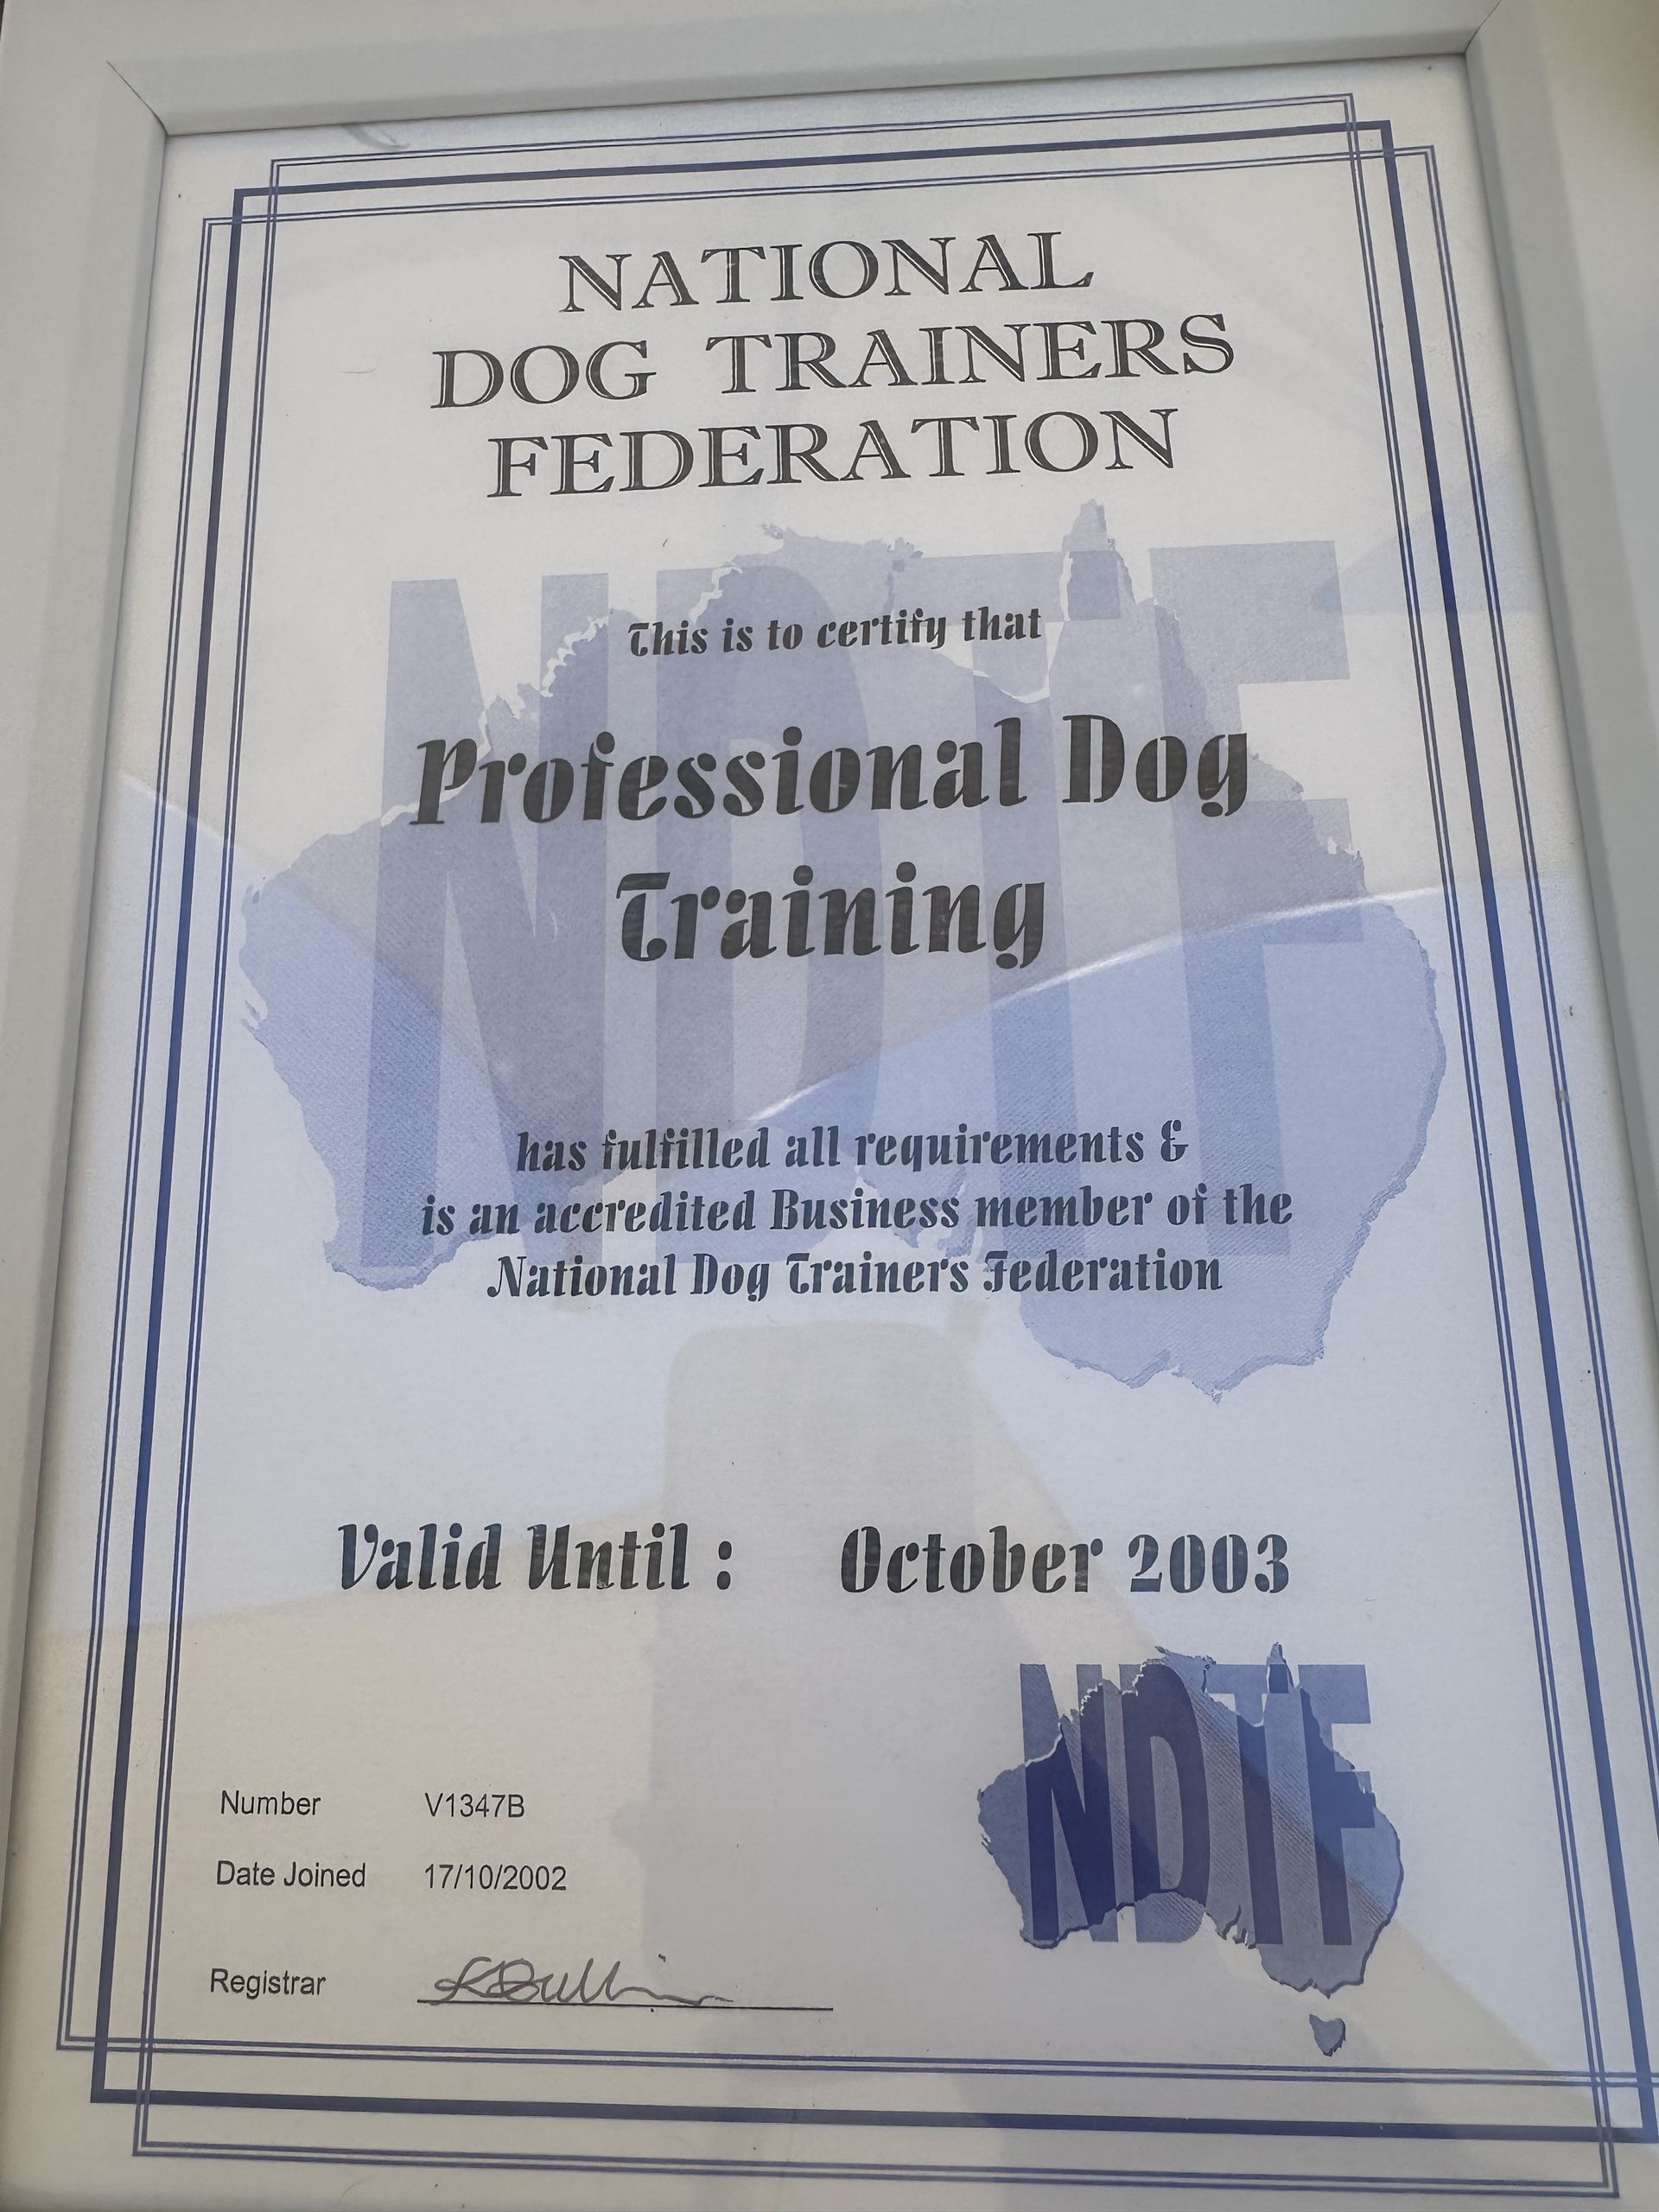 NATIONAL
DOG TRAINERS
FEDERATION
NDTF
This is to certify that
Professional Dog
Training
has fulfilled all requirements &
is an accredited Business member of the
National Dog Trainers Federation
Valid Until : October 2003
NDTF
Number V1347B
Date Joined 17/10/2002
Registrar